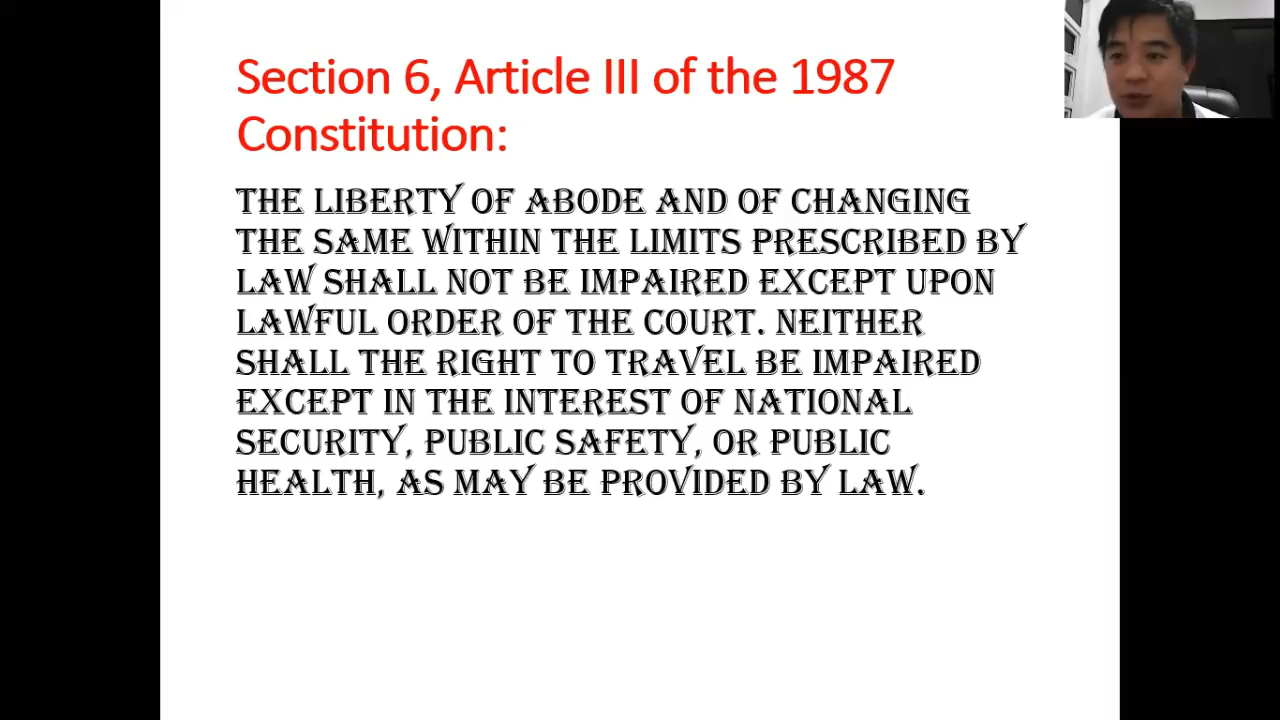 Section 6, Article III of the 1987
Constitution:
THE LIBERTY OF ABODE AND OF CHANGING
THE SAME WITHIN THE LIMITS PRESCRIBED BY
LAW SHALL NOT BE IMPAIRED EXCEPT UPON
LAWFUL ORDER OF THE COURT. NEITHER
SHALL THE RIGHT TO TRAVEL BE IMPAIRED
EXCEPT IN THE INTEREST OF NATIONAL
SECURITY, PUBLIC SAFETY, OR PUBLIC
HEALTH, AS MAY BE PROVIDED BY LAW.